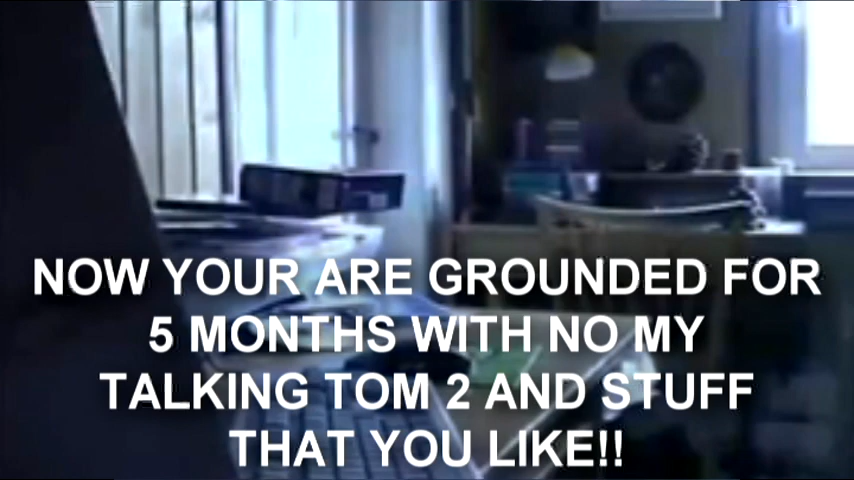 NOW YOUR ARE GROUNDED FOR
5 MONTHS WITH NO MY
TALKING TOM 2 AND STUFF
THAT YOU LIKE!!